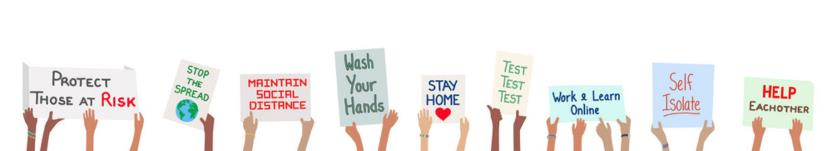 PROTECT
THOSE AT RISK
STOP
THE
SPREAD
MAINTAIN
SOCIAL
DISTANCE
Wash
Your
Hands
STAY
HOME
TEST
TEST
TEST
Work & Learn
Online
Self
Isolate
HELP
EACHOTHER